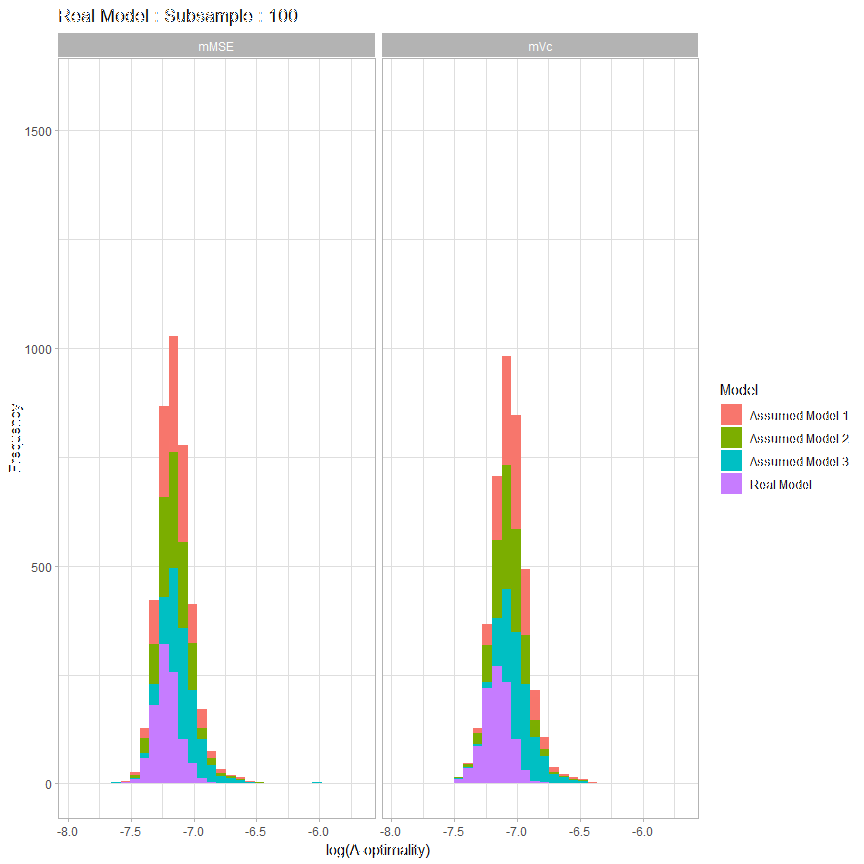 Real Model :: Subsample :: 100
mMSE
mVc
1500
1000
500
0
Frequency
-8.0 -7.5 -7.0 -6.5 -6.0
-8.0 -7.5 -7.0 -6.5 -6.0
log(A-optimality)
Model
Assumed Model 1
Assumed Model 2
Assumed Model 3
Real Model